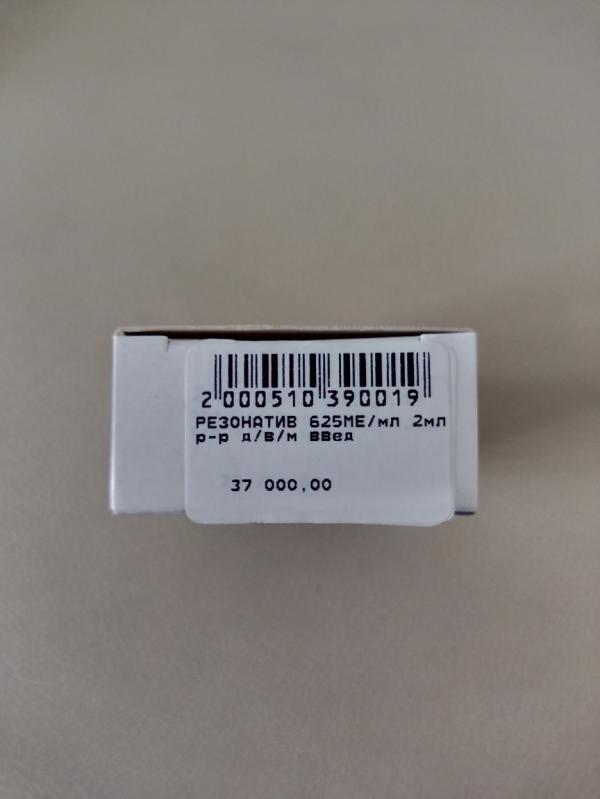 2 000510 390019
РЕЗОНАТИВ 625МЕ/мл 2мл
р-р д/в/м введ
37 000,00